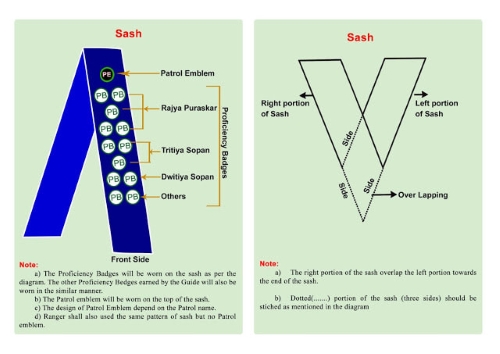 Sash
PE
Patrol Emblem
PB PB
PB
Rajya Puraskar
PB PB
PB PB
Tritiya Sopan
PB
PB PB
Dwitiya Sopan
PB PB
Others
Proficiency Badges
Front Side
Note:
a) The Proficiency Badges will be worn on the sash as per the
diagram. The other Proficiency Bedges earned by the Guide will also be
worn in the similar manner.
b) The Patrol emblem will be worn on the top of the sash.
c) The design of Patrol Emblem depend on the Patrol name.
d) Ranger shall also used the same pattern of sash but no Patrol
emblem.
Sash
Right portion
of Sash
Left portion
of Sash
Side
Side
Side
Over Lapping
Note:
a) The right portion of the sash overlap the left portion towards
the end of the sash.
b) Dotted(.......) portion of the sash (three sides) should be
stiched as mentioned in the diagram